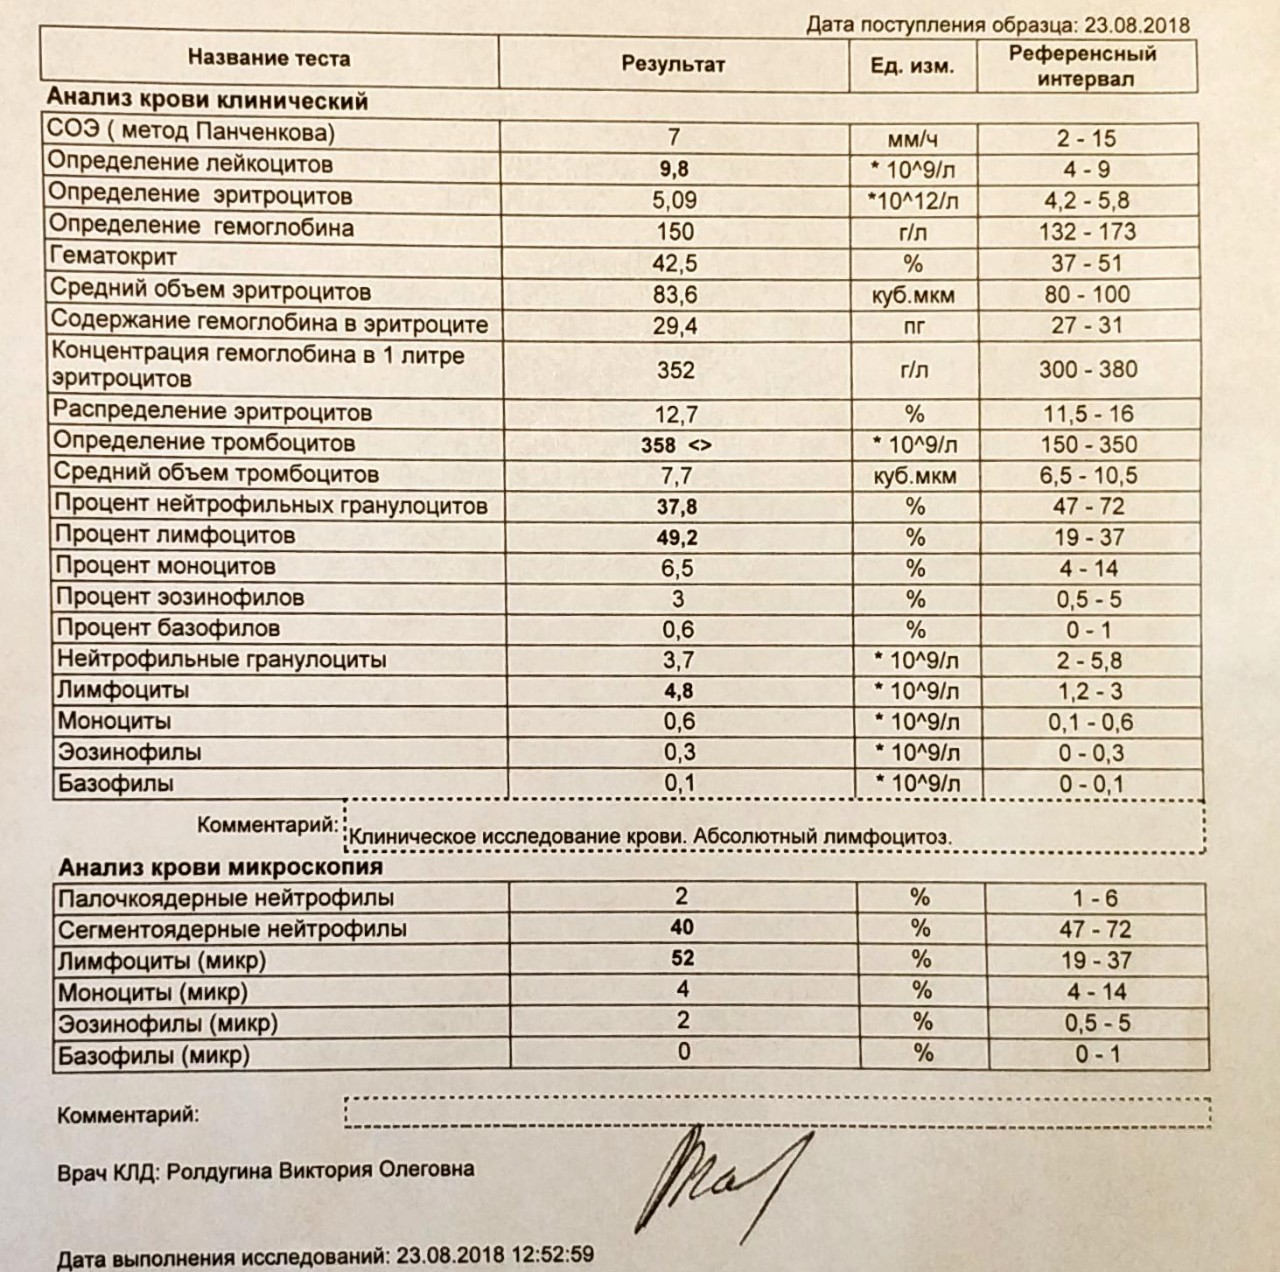 Дата поступления образца: 23.08.2018
Название теста Результат Ед. изм. Референсный интервал
Анализ крови клинический
СОЭ ( метод Панченкова) 7 мм/ч 2 - 15
Определение лейкоцитов 9,8 * 10^9/л 4 - 9
Определение эритроцитов 5,09 *10^12/л 4,2 - 5,8
Определение гемоглобина 150 г/л 132 - 173
Гематокрит 42,5 % 37 - 51
Средний объем эритроцитов 83,6 куб.мкм 80 - 100
Содержание гемоглобина в эритроците 29,4 пг 27 - 31
Концентрация гемоглобина в 1 литре эритроцитов 352 г/л 300 - 380
Распределение эритроцитов 12,7 % 11,5 - 16
Определение тромбоцитов 358 <> * 10^9/л 150 - 350
Средний объем тромбоцитов 7,7 куб.мкм 6,5 - 10,5
Процент нейтрофильных гранулоцитов 37,8 % 47 - 72
Процент лимфоцитов 49,2 % 19 - 37
Процент моноцитов 6,5 % 4 - 14
Процент эозинофилов 3 % 0,5 - 5
Процент базофилов 0,6 % 0 - 1
Нейтрофильные гранулоциты 3,7 * 10^9/л 2 - 5,8
Лимфоциты 4,8 * 10^9/л 1,2 - 3
Моноциты 0,6 * 10^9/л 0,1 - 0,6
Эозинофилы 0,3 * 10^9/л 0 - 0,3
Базофилы 0,1 * 10^9/л 0 - 0,1
Комментарий: Клиническое исследование крови. Абсолютный лимфоцитоз.
Анализ крови микроскопия
Палочкоядерные нейтрофилы 2 % 1 - 6
Сегментоядерные нейтрофилы 40 % 47 - 72
Лимфоциты (микр) 52 % 19 - 37
Моноциты (микр) 4 % 4 - 14
Эозинофилы (микр) 2 % 0,5 - 5
Базофилы (микр) 0 % 0 - 1
Комментарий:
Врач КЛД: Ролдугина Виктория Олеговна
Дата выполнения исследований: 23.08.2018 12:52:59